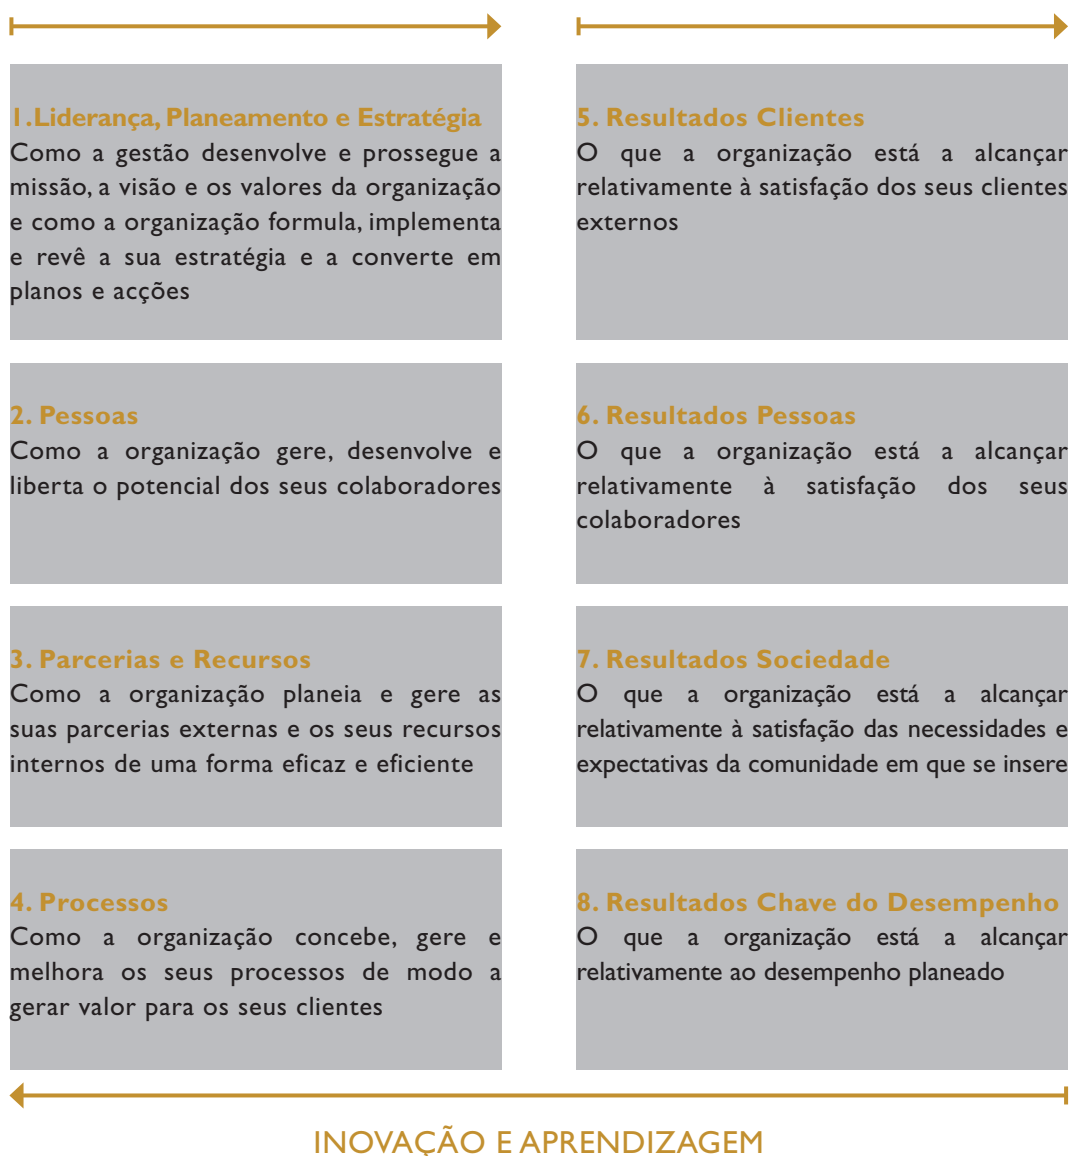 1.Liderança, Planeamento e Estratégia
Como a gestão desenvolve e prossegue a
missão, a visão e os valores da organização
e como a organização formula, implementa
e revê a sua estratégia e a converte em
planos e acções
2. Pessoas
Como a organização gere, desenvolve e
liberta o potencial dos seus colaboradores
3. Parcerias e Recursos
Como a organização planeia e gere as
suas parcerias externas e os seus recursos
internos de uma forma eficaz e eficiente
4. Processos
Como a organização concebe, gere e
melhora os seus processos de modo a
gerar valor para os seus clientes
5. Resultados Clientes
O que a organização está a alcançar
relativamente à satisfação dos seus clientes
externos
6. Resultados Pessoas
O que a organização está a alcançar
relativamente à satisfação dos seus
colaboradores
7. Resultados Sociedade
O que a organização está a alcançar
relativamente à satisfação das necessidades e
expectativas da comunidade em que se insere
8. Resultados Chave do Desempenho
O que a organização está a alcançar
relativamente ao desempenho planeado
INOVAÇÃO E APRENDIZAGEM